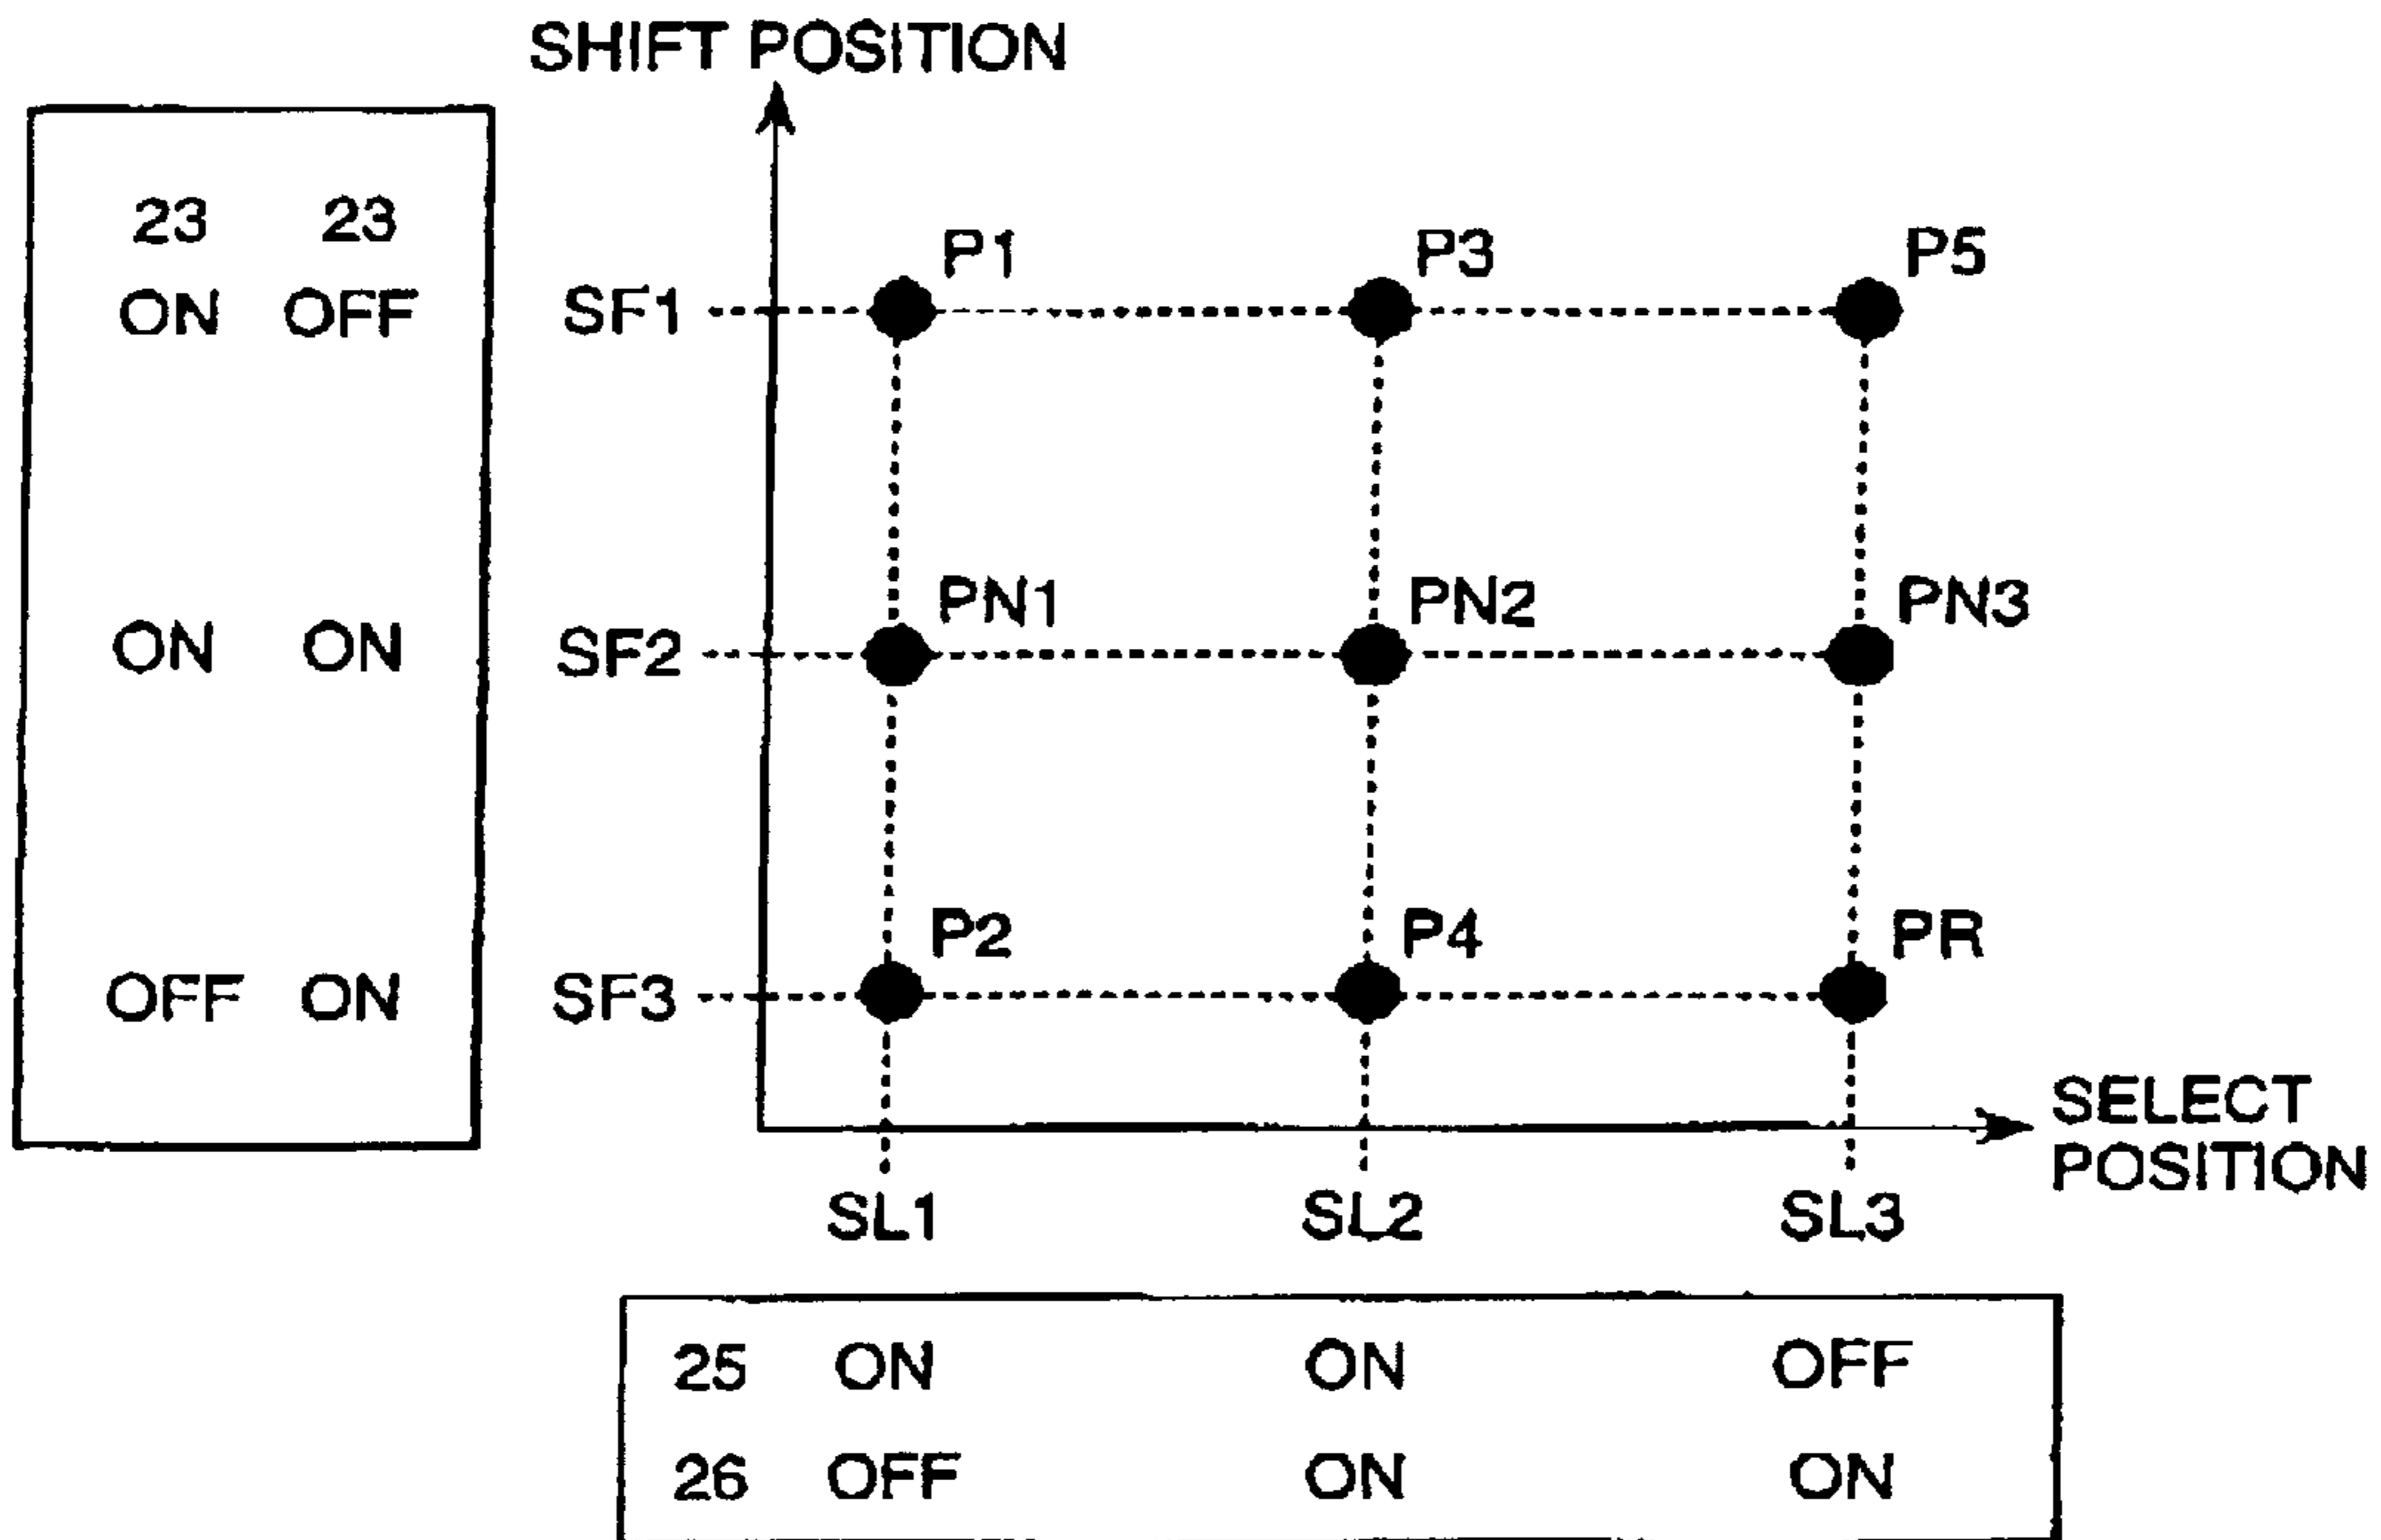 SHIFT POSITION
23 23
ON OFF
ON ON
OFF ON
SF1
SF2
SF3
P1 P3 P5
PN1 PN2 PN3
P2 P4 PR
SELECT
POSITION
SL1 SL2 SL3
25 ON ON OFF
26 OFF ON ON